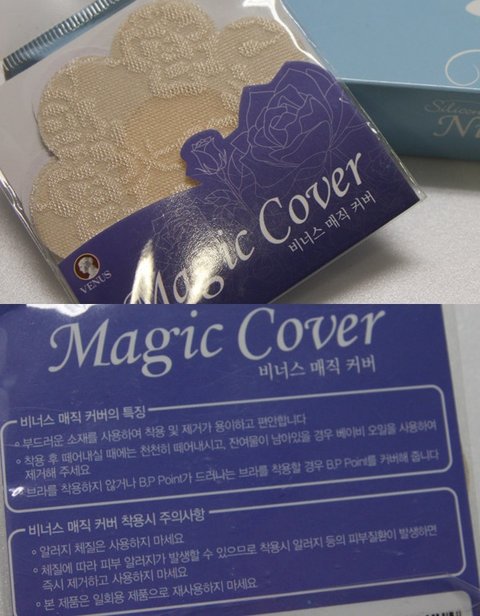 Silicon
Ni
Magic Cover
비너스 매직 커버
VENUS
Magic Cover
비너스 매직 커버
비너스 매직 커버의 특징
부드러운 소재를 사용하여 착용 및 제거가 용이하고 편안합니다
착용 후 떼어내실 때에는 천천히 떼어내시고, 잔여물이 남아있을 경우 베이비 오일을 사용하여
제거해 주세요
브라를 착용하지 않거나 B.P Point가 드러나는 브라를 착용할 경우 B.P Point를 커버해 줍니다
비너스 매직 커버 착용시 주의사항
알러지 체질은 사용하지 마세요
체질에 따라 피부 알러지가 발생할 수 있으므로 착용시 알러지 등의 피부질환이 발생하면
즉시 제거하고 사용하지 마세요
본 제품은 일회용 제품으로 재사용하지 마세요